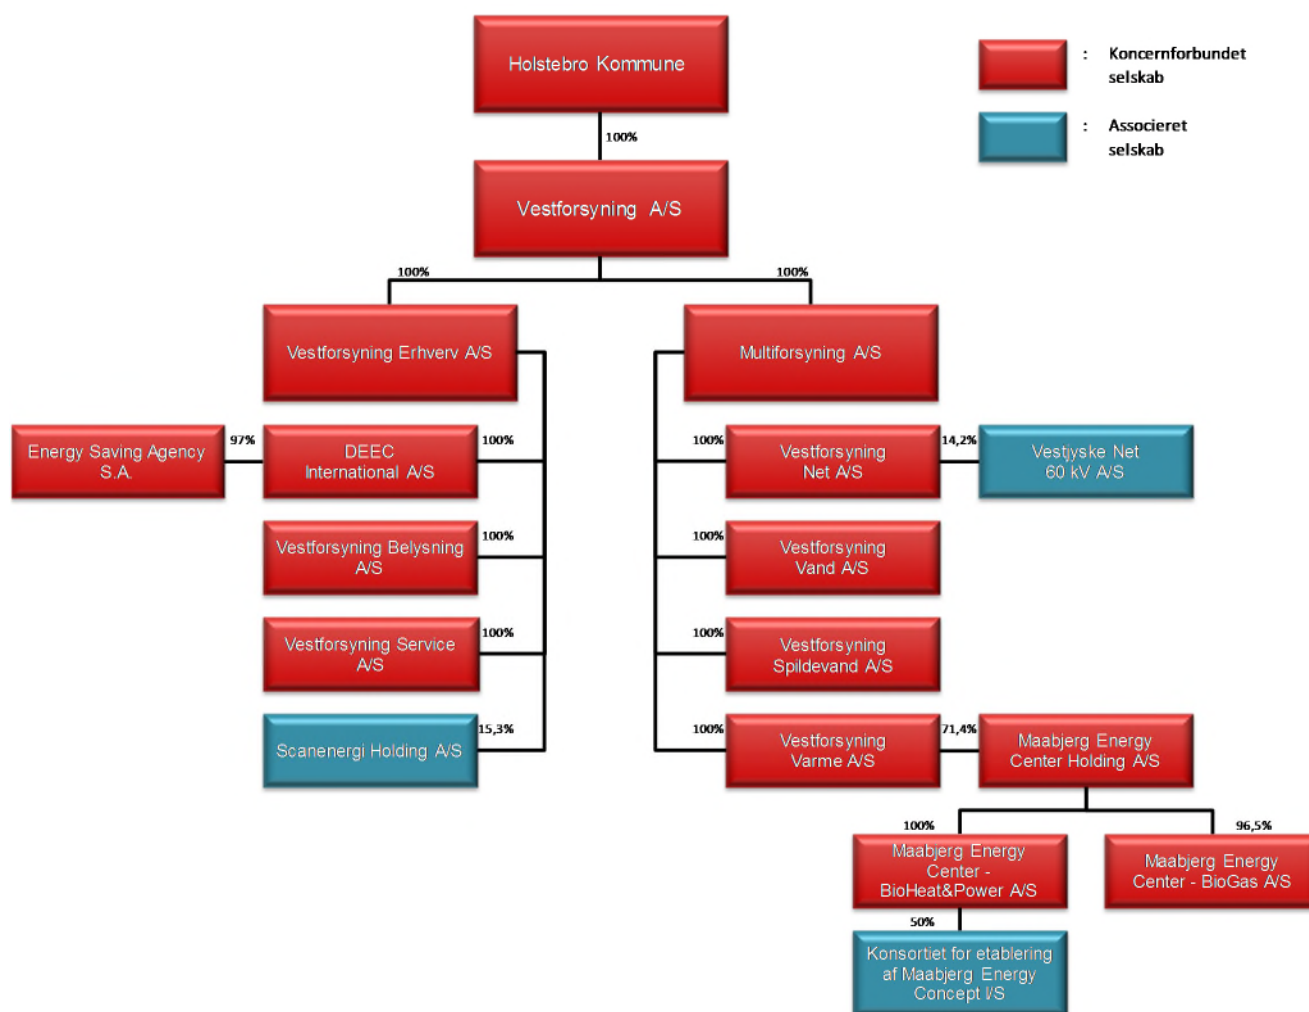 Holstebro Kommune
: Koncernforbundet
selskab
: Associeret
selskab
100%
Vestforsyning A/S
100%
100%
Vestforsyning Erhverv A/S
Multiforsyning A/S
Energy Saving Agency
S.A.
97%
DEEC
International A/S
100%
100%
Vestforsyning
Net A/S
14,2%
Vestjyske Net
60 kV A/S
Vestforsyning Belysning
A/S
100%
100%
Vestforsyning
Vand A/S
Vestforsyning Service
A/S
100%
100%
Vestforsyning
Spildevand A/S
Scanenergi Holding A/S
15,3%
100%
Vestforsyning
Varme A/S
71,4%
Maabjerg Energy
Center Holding A/S
100%
96,5%
Maabjerg Energy
Center -
BioHeat&Power A/S
Maabjerg Energy
Center - BioGas A/S
50%
Konsortiet for etablering
af Maabjerg Energy
Concept I/S